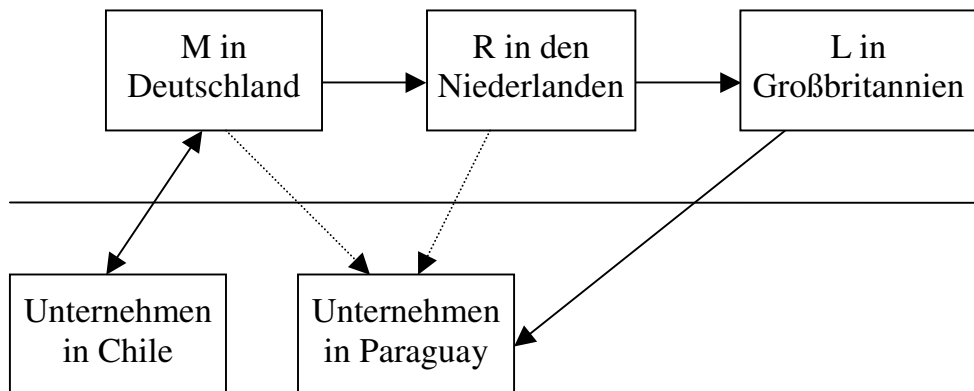 M in
Deutschland
R in den
Niederlanden
L in
Großbritannien
Unternehmen
in Chile
Unternehmen
in Paraguay